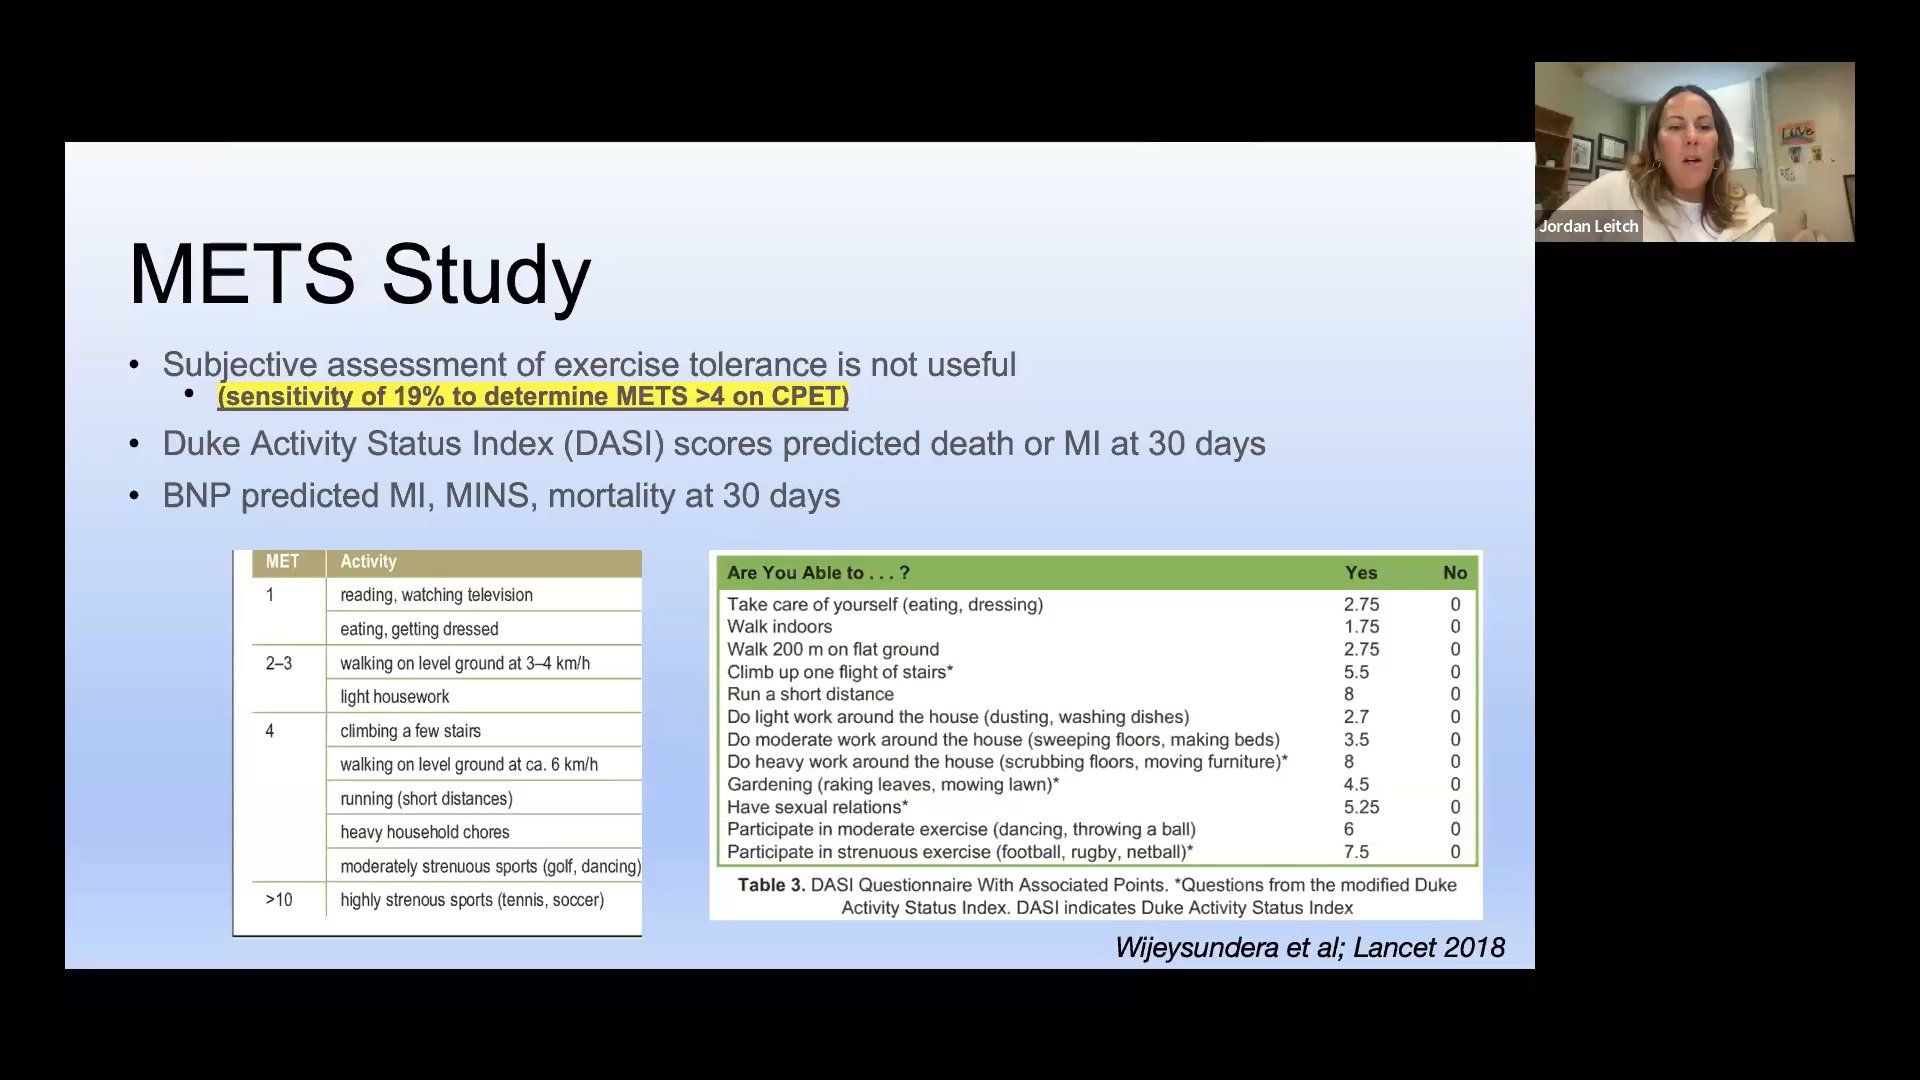 LOVE
Jordan Leitch
METS Study
• Subjective assessment of exercise tolerance is not useful
• (sensitivity of 19% to determine METS >4 on CPET)
• Duke Activity Status Index (DASI) scores predicted death or MI at 30 days
• BNP predicted MI, MINS, mortality at 30 days
MET Activity
1 reading, watching television
eating, getting dressed
2–3 walking on level ground at 3–4 km/h
light housework
4 climbing a few stairs
walking on level ground at ca. 6 km/h
running (short distances)
heavy household chores
moderately strenuous sports (golf, dancing)
>10 highly strenous sports (tennis, soccer)
Are You Able to . . . ? Yes No
Take care of yourself (eating, dressing) 2.75 0
Walk indoors 1.75 0
Walk 200 m on flat ground 2.75 0
Climb up one flight of stairs* 5.5 0
Run a short distance 8 0
Do light work around the house (dusting, washing dishes) 2.7 0
Do moderate work around the house (sweeping floors, making beds) 3.5 0
Do heavy work around the house (scrubbing floors, moving furniture)* 8 0
Gardening (raking leaves, mowing lawn)* 4.5 0
Have sexual relations* 5.25 0
Participate in moderate exercise (dancing, throwing a ball) 6 0
Participate in strenuous exercise (football, rugby, netball)* 7.5 0
Table 3. DASI Questionnaire With Associated Points. *Questions from the modified Duke
Activity Status Index. DASI indicates Duke Activity Status Index
Wijeysundera et al; Lancet 2018